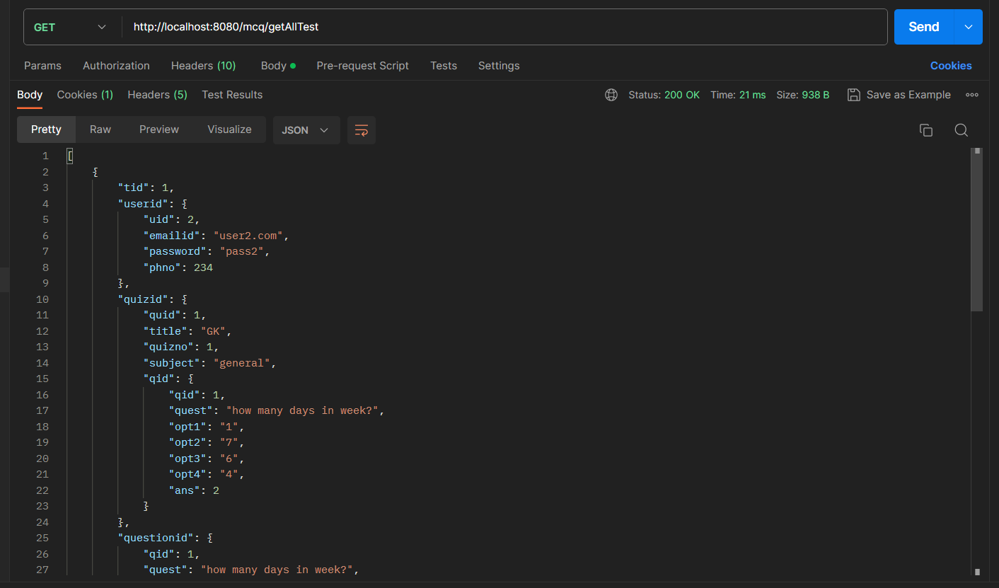 GET http://localhost:8080/mcq/getAllTest Send
Params Authorization Headers (10) Body Pre-request Script Tests Settings Cookies
Body Cookies (1) Headers (5) Test Results Status: 200 OK Time: 21 ms Size: 938 B Save as Example
Pretty Raw Preview Visualize JSON
1 [
2 {
3 "tid": 1,
4 "userid": {
5 "uid": 2,
6 "emailid": "user2.com",
7 "password": "pass2",
8 "phno": 234
9 },
10 "quizid": {
11 "quid": 1,
12 "title": "GK",
13 "quizno": 1,
14 "subject": "general",
15 "qid": {
16 "qid": 1,
17 "quest": "how many days in week?",
18 "opt1": "1",
19 "opt2": "7",
20 "opt3": "6",
21 "opt4": "4",
22 "ans": 2
23 }
24 },
25 "questionid": {
26 "qid": 1,
27 "quest": "how many days in week?",